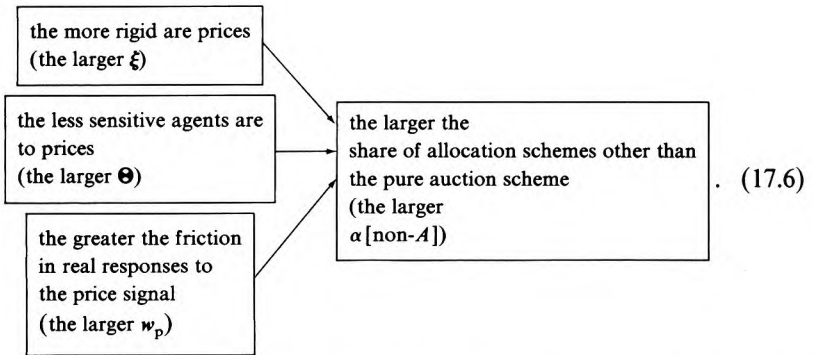 the more rigid are prices
(the larger ξ)
the less sensitive agents are
to prices
(the larger Θ)
the greater the friction
in real responses to
the price signal
(the larger wp)
the larger the
share of allocation schemes other than
the pure auction scheme
(the larger
α[non-A])
. (17.6)